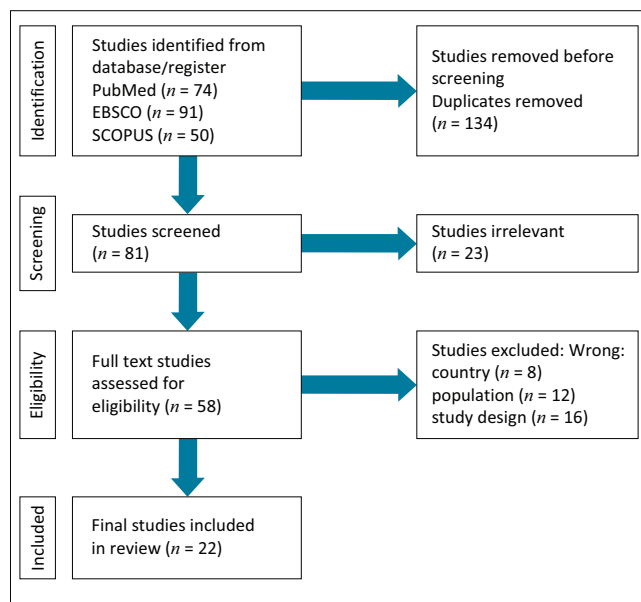 Identification
Studies identified from
database/register
PubMed (n = 74)
EBSCO (n = 91)
SCOPUS (n = 50)
Studies removed before
screening
Duplicates removed
(n = 134)
Screening
Studies screened
(n = 81)
Studies irrelevant
(n = 23)
Eligibility
Full text studies
assessed for
eligibility (n = 58)
Studies excluded: Wrong:
country (n = 8)
population (n = 12)
study design (n = 16)
Included
Final studies included
in review (n = 22)